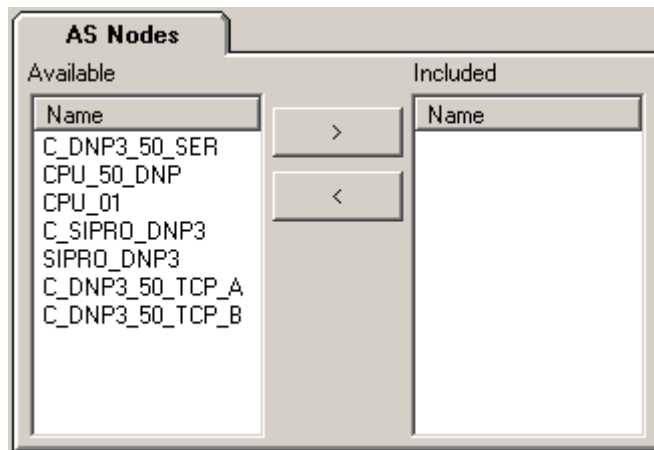 AS Nodes
Available
Included
Name
Name
>
<
C_DNP3_50_SER
CPU_50_DNP
CPU_01
C_SIPRO_DNP3
SIPRO_DNP3
C_DNP3_50_TCP_A
C_DNP3_50_TCP_B